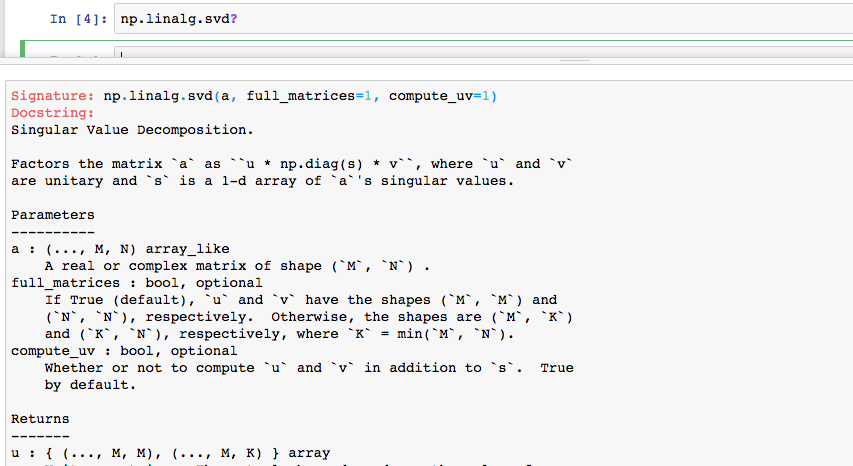 In [4]: np.linalg.svd?
Signature: np.linalg.svd(a, full_matrices=1, compute_uv=1)
Docstring:
Singular Value Decomposition.
Factors the matrix `a` as ``u * np.diag(s) * v``, where `u` and `v`
are unitary and `s` is a 1-d array of `a`'s singular values.
Parameters
----------
a : (..., M, N) array_like
    A real or complex matrix of shape (`M`, `N`) .
full_matrices : bool, optional
    If True (default), `u` and `v` have the shapes (`M`, `M`) and
    (`N`, `N`), respectively.  Otherwise, the shapes are (`M`, `K`)
    and (`K`, `N`), respectively, where `K` = min(`M`, `N`).
compute_uv : bool, optional
    Whether or not to compute `u` and `v` in addition to `s`.  True
    by default.
Returns
-------
u : { (..., M, M), (..., M, K) } array